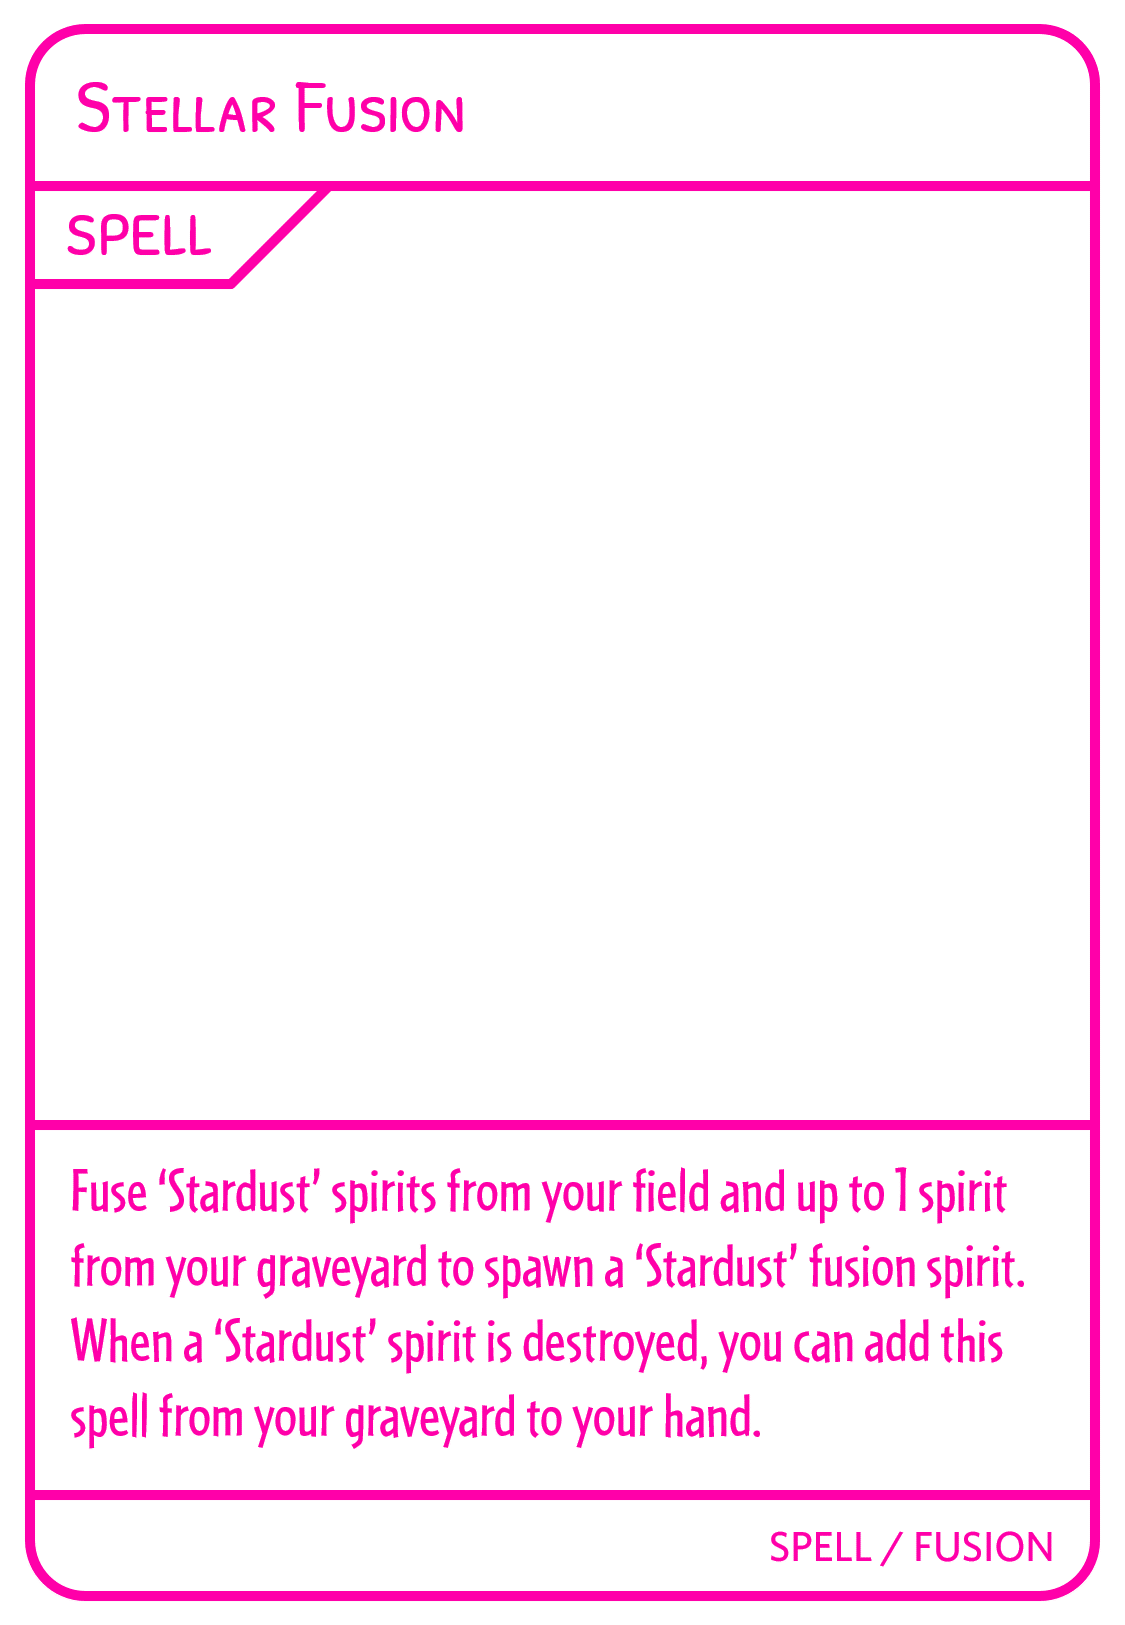 Stellar Fusion
SPELL
Fuse ‘Stardust’ spirits from your field and up to 1 spirit
from your graveyard to spawn a ‘Stardust’ fusion spirit.
When a ‘Stardust’ spirit is destroyed, you can add this
spell from your graveyard to your hand.
SPELL / FUSION